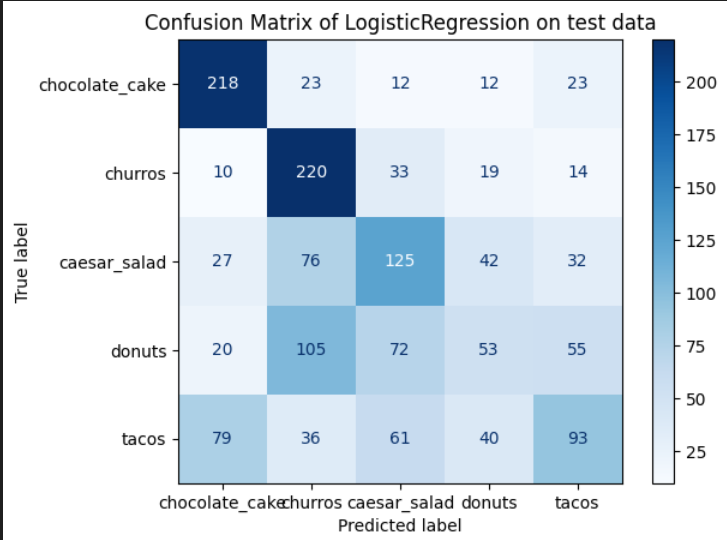 Confusion Matrix of LogisticRegression on test data
chocolate_cake 218 23 12 12 23
churros 10 220 33 19 14
caesar_salad 27 76 125 42 32
donuts 20 105 72 53 55
tacos 79 36 61 40 93
chocolate_cake churros caesar_salad donuts tacos
Predicted label
True label
200
175
150
125
100
75
50
25